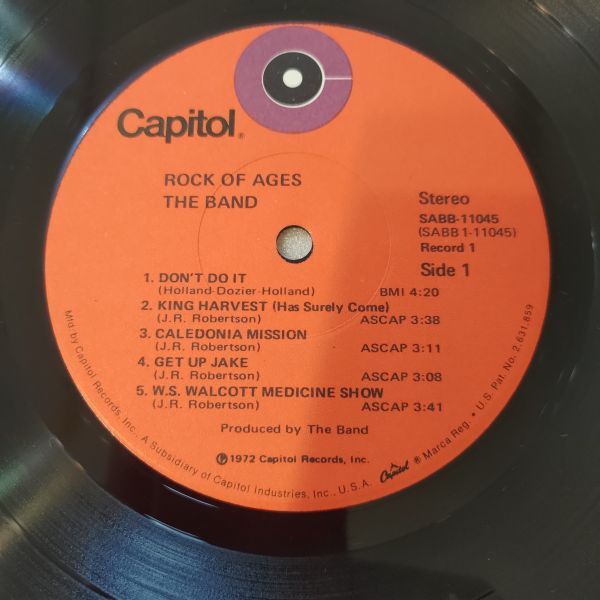 Capitol®
ROCK OF AGES
THE BAND
Stereo
SABB-11045
(SABB 1-11045)
Record 1
Side 1
1. DON'T DO IT
(Holland-Dozier-Holland) BMI 4:20
2. KING HARVEST (Has Surely Come)
(J.R. Robertson) ASCAP 3:38
3. CALEDONIA MISSION
(J.R. Robertson) ASCAP 3:11
4. GET UP JAKE
(J.R. Robertson) ASCAP 3:08
5. W.S. WALCOTT MEDICINE SHOW
(J.R. Robertson) ASCAP 3:41
Produced by The Band
℗1972 Capitol Records, Inc.
Mfd. by Capitol Records, Inc., A Subsidiary of Capitol Industries, Inc., U.S.A. Capitol ® Marca Reg. • U.S. Pat. No. 2,631,859